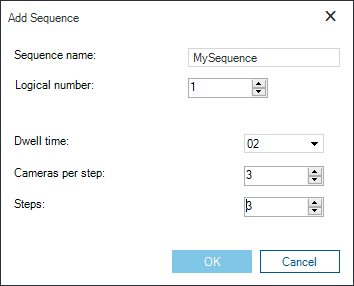 Add Sequence
Sequence name: MySequence
Logical number: 1
Dwell time: 02
Cameras per step: 3
Steps: 3
OK Cancel